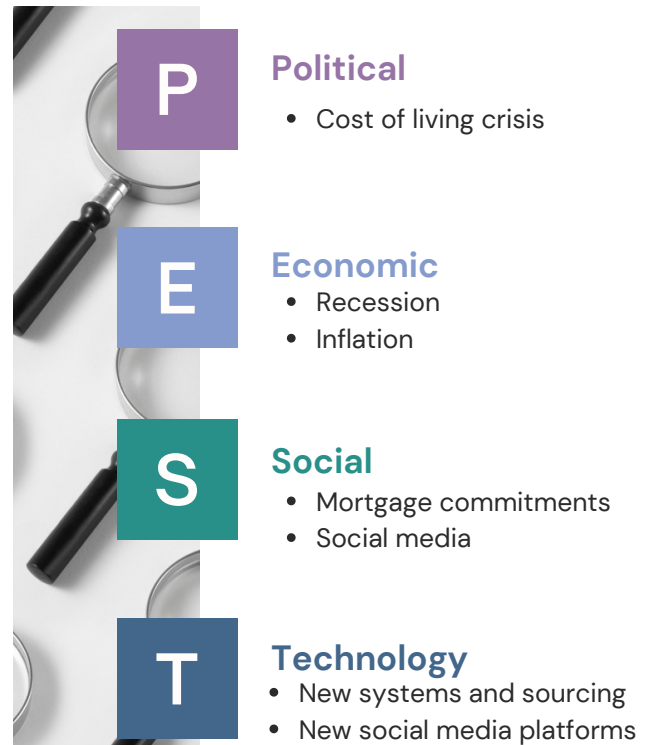 P
Political
• Cost of living crisis
E
Economic
• Recession
• Inflation
S
Social
• Mortgage commitments
• Social media
T
Technology
• New systems and sourcing
• New social media platforms